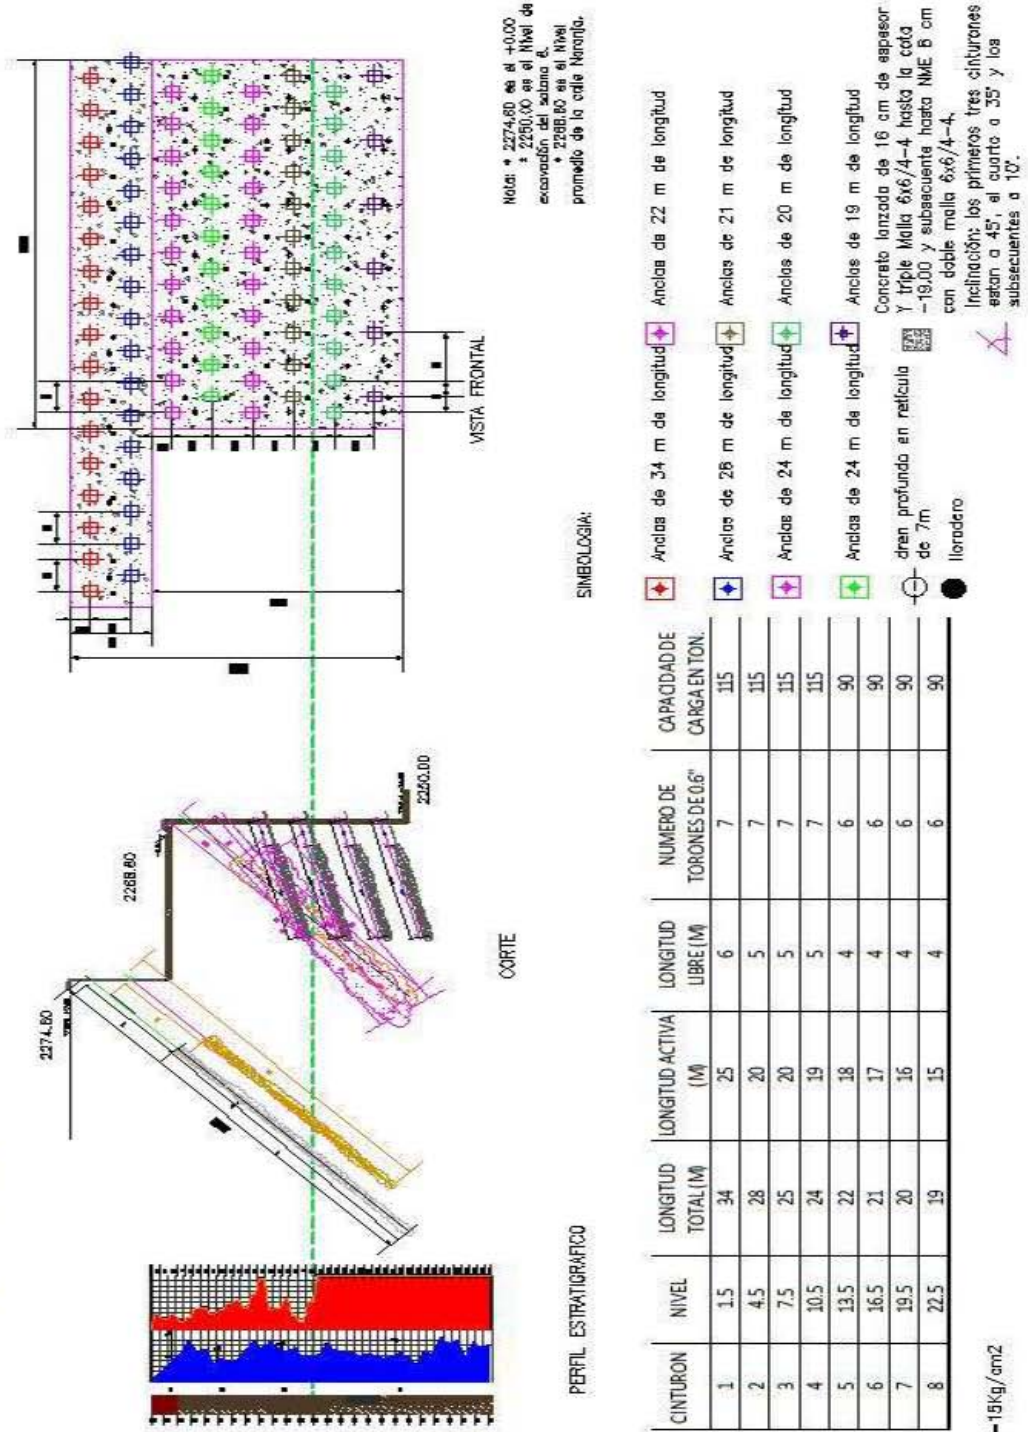 Nota: * 2274.60 es el +0.00
* 2250.00 es el Nivel de
excavación del sotano 6.
* 2268.60 es el Nivel
promedio de la calle Naranjo.
VISTA FRONTAL
2274.60
2268.60
2250.00
CORTE
PERFIL ESTRATIGRAFICO
SIMBOLOGIA:
Anclas de 34 m de longitud
Anclas de 28 m de longitud
Anclas de 24 m de longitud
Anclas de 24 m de longitud
dren profundo en reticula
de 7m
lloradero
Anclas de 22 m de longitud
Anclas de 21 m de longitud
Anclas de 20 m de longitud
Anclas de 19 m de longitud
Concreto lanzado de 16 cm de espesor
y triple Malla 6x6/4-4 hasta la cota
-19.00 y subsecuente hasta NME 8 cm
con doble malla 6x6/4-4.
Inclinación: los primeros tres cinturones
estan a 45°, el cuarto a 35° y los
subsecuentes a 10°.
CINTURON NIVEL LONGITUD TOTAL(M) LONGITUD ACTIVA (M) LONGITUD LIBRE (M) NUMERO DE TORONES DE 0.6" CAPACIDAD DE CARGA EN TON.
1 1.5 34 25 6 7 115
2 4.5 28 20 5 7 115
3 7.5 25 20 5 7 115
4 10.5 24 19 5 7 115
5 13.5 22 18 4 6 90
6 16.5 21 17 4 6 90
7 19.5 20 16 4 6 90
8 22.5 19 15 4 6 90
=15Kg/cm2